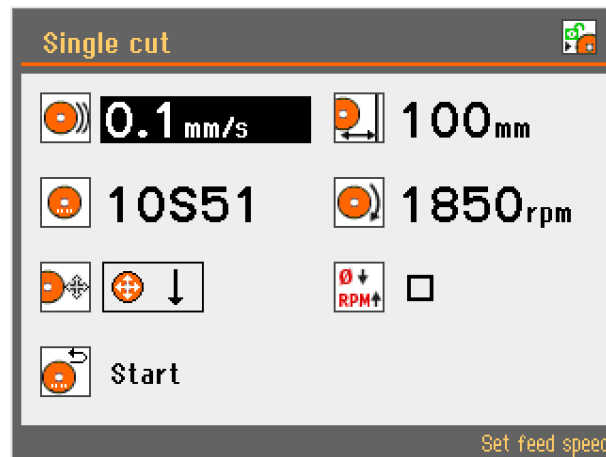 Single cut
0.1 mm/s
100mm
10S51
1850rpm
Ø
RPM
Start
Set feed speed